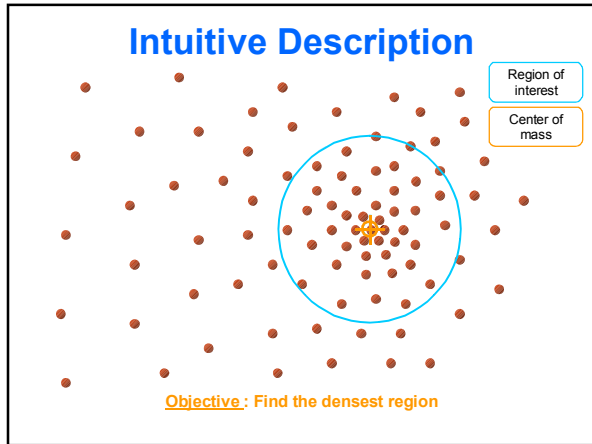 Intuitive Description
Region of
interest
Center of
mass
Objective : Find the densest region